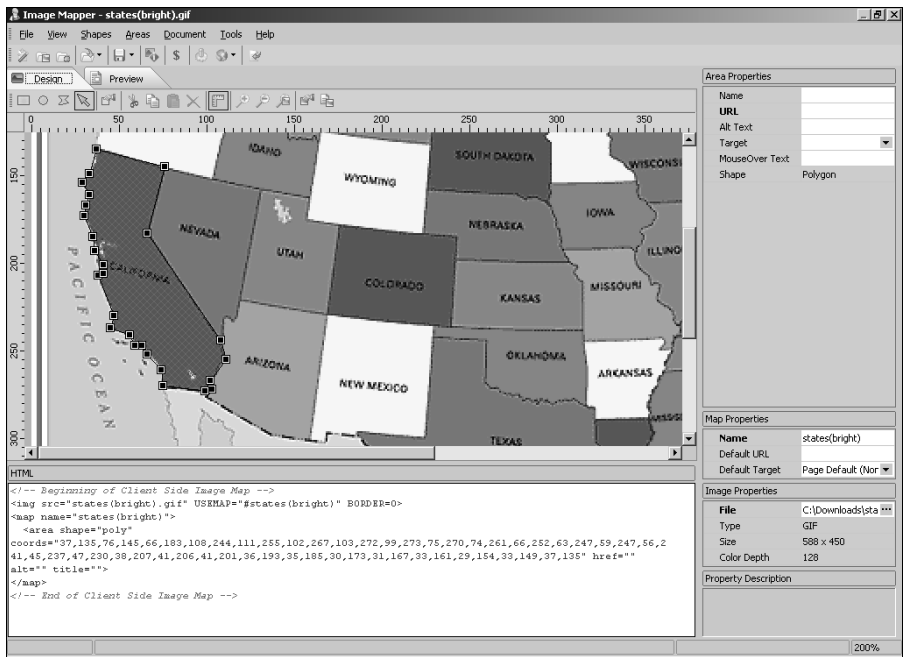 Image Mapper - states(bright).gif
File View Shapes Areas Document Tools Help
Design Preview
0 50 100 150 200 250 300 350
150
200
250
300
IDAHO
WYOMING
SOUTH DAKOTA
WISCONSI
NEVADA
UTAH
COLORADO
NEBRASKA
IOWA
ILLINO
CALIFORNIA
KANSAS
MISSOURI
ARIZONA
NEW MEXICO
OKLAHOMA
ARKANSAS
TEXAS
MISSIS
PACIFIC OCEAN
Area Properties
Name
URL
Alt Text
Target
MouseOver Text
Shape Polygon
Map Properties
Name states(bright)
Default URL
Default Target Page Default (Nor
Image Properties
File C:\Downloads\sta ...
Type GIF
Size 588 x 450
Color Depth 128
Property Description
HTML
<!-- Beginning of Client Side Image Map -->
<img src="states(bright).gif" USEMAP="#states(bright)" BORDER=0>
<map name="states(bright)">
<area shape="poly"
coords="37,135,76,145,66,183,108,244,111,255,102,267,103,272,99,273,75,270,74,261,66,252,63,247,59,247,56,2
41,45,237,47,230,38,207,41,206,41,201,36,193,35,185,30,173,31,167,33,161,29,154,33,149,37,135" href=""
alt="" title="">
</map>
<!-- End of Client Side Image Map -->
200%